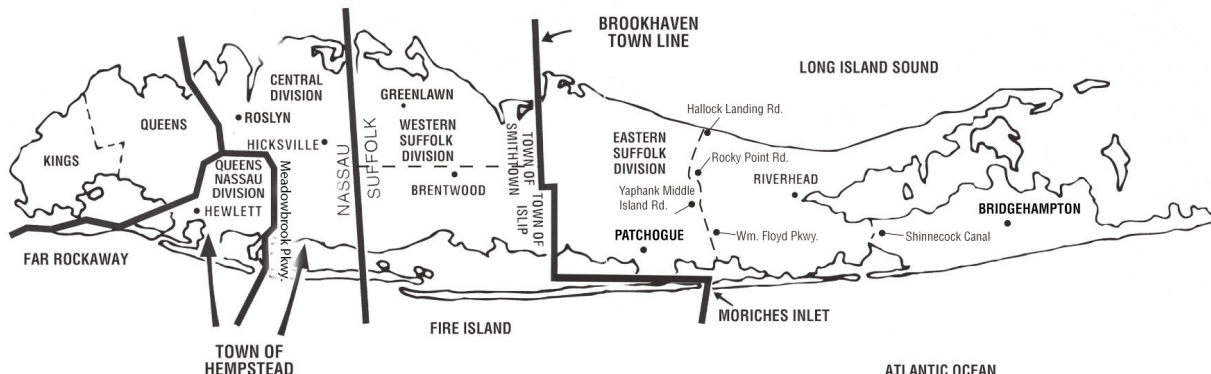 BROOKHAVEN
TOWN LINE
LONG ISLAND SOUND
CENTRAL
DIVISION
GREENLAWN
ROSLYN
QUEENS
HICKSVILLE
KINGS
WESTERN
SUFFOLK
DIVISION
NASSAU
SUFFOLK
TOWN OF
SMITHTOWN
EASTERN
SUFFOLK
DIVISION
Hallock Landing Rd.
QUEENS
NASSAU
DIVISION
Meadowbrook Pkwy.
BRENTWOOD
TOWN OF
ISLIP
Rocky Point Rd.
RIVERHEAD
Yaphank Middle
Island Rd.
HEWLETT
BRIDGEHAMPTON
PATCHOGUE
Wm. Floyd Pkwy.
Shinnecock Canal
FAR ROCKAWAY
FIRE ISLAND
MORICHES INLET
TOWN OF
HEMPSTEAD
ATLANTIC OCEAN